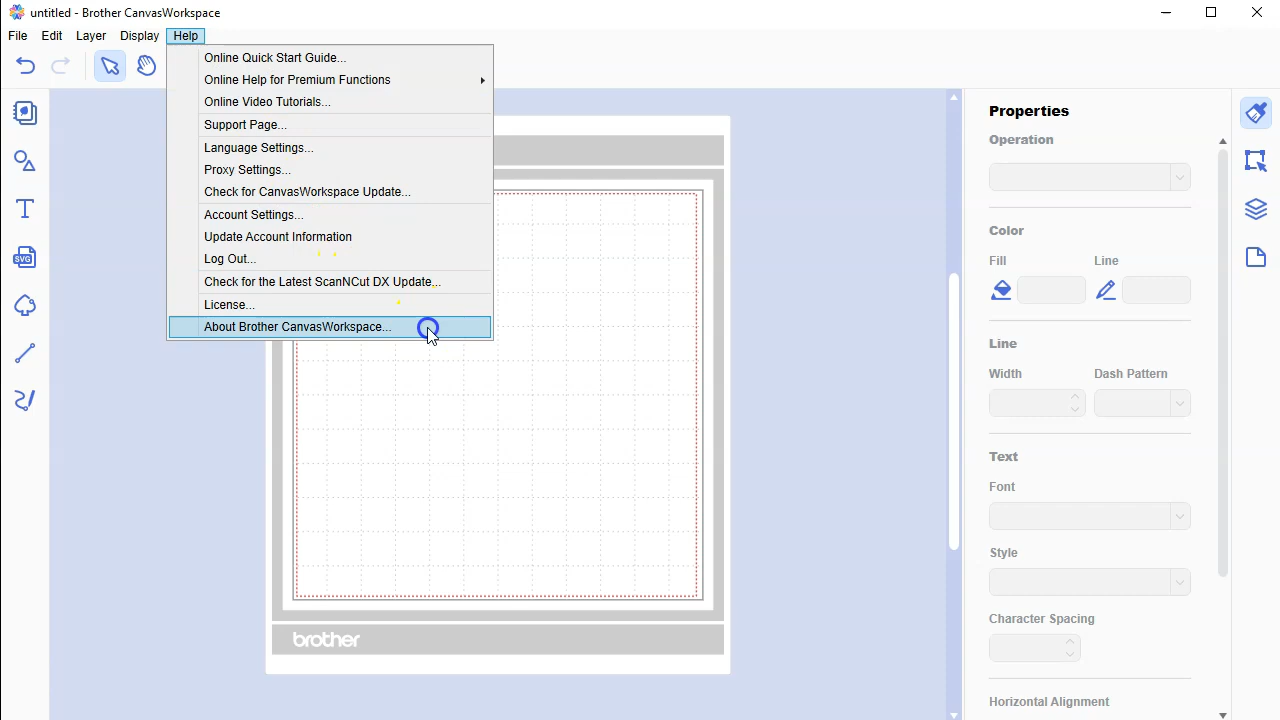 untitled - Brother CanvasWorkspace
File Edit Layer Display Help
Online Quick Start Guide...
Online Help for Premium Functions
Online Video Tutorials...
Support Page...
Language Settings...
Proxy Settings...
Check for CanvasWorkspace Update...
Account Settings...
Update Account Information
Log Out...
Check for the Latest ScanNCut DX Update...
License...
About Brother CanvasWorkspace...
SVG
brother
Properties
Operation
Color
Fill Line
Line
Width Dash Pattern
Text
Font
Style
Character Spacing
Horizontal Alignment